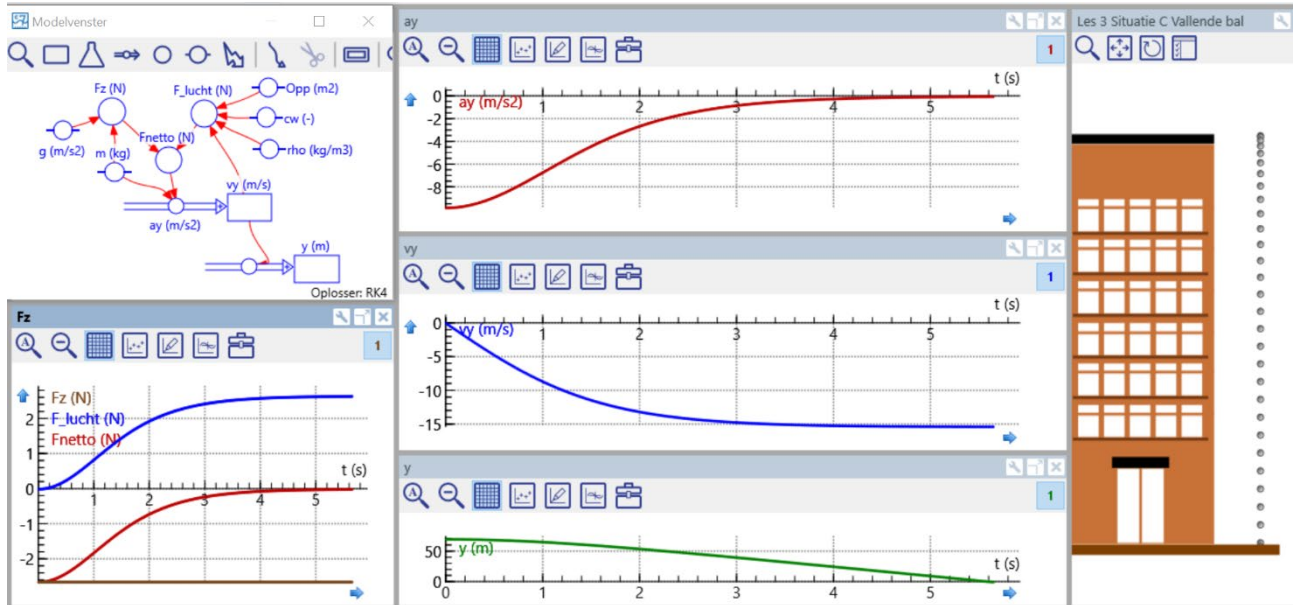 Modelvenster
Fz (N)
F_lucht (N)
Opp (m2)
cw (-)
g (m/s2)
m (kg)
Fnetto (N)
rho (kg/m3)
vy (m/s)
ay (m/s2)
y (m)
Oplosser: RK4
Fz
1
Fz (N)
F_lucht (N)
Fnetto (N)
t (s)
2
1
0
-1
-2
1 2 3 4 5
ay
1
t (s)
ay (m/s2)
0
-2
-4
-6
-8
1 2 3 4 5
vy
1
t (s)
vy (m/s)
0
-5
-10
-15
1 2 3 4 5
y
1
y (m)
t (s)
50
0
0 1 2 3 4 5
Les 3 Situatie C Vallende bal